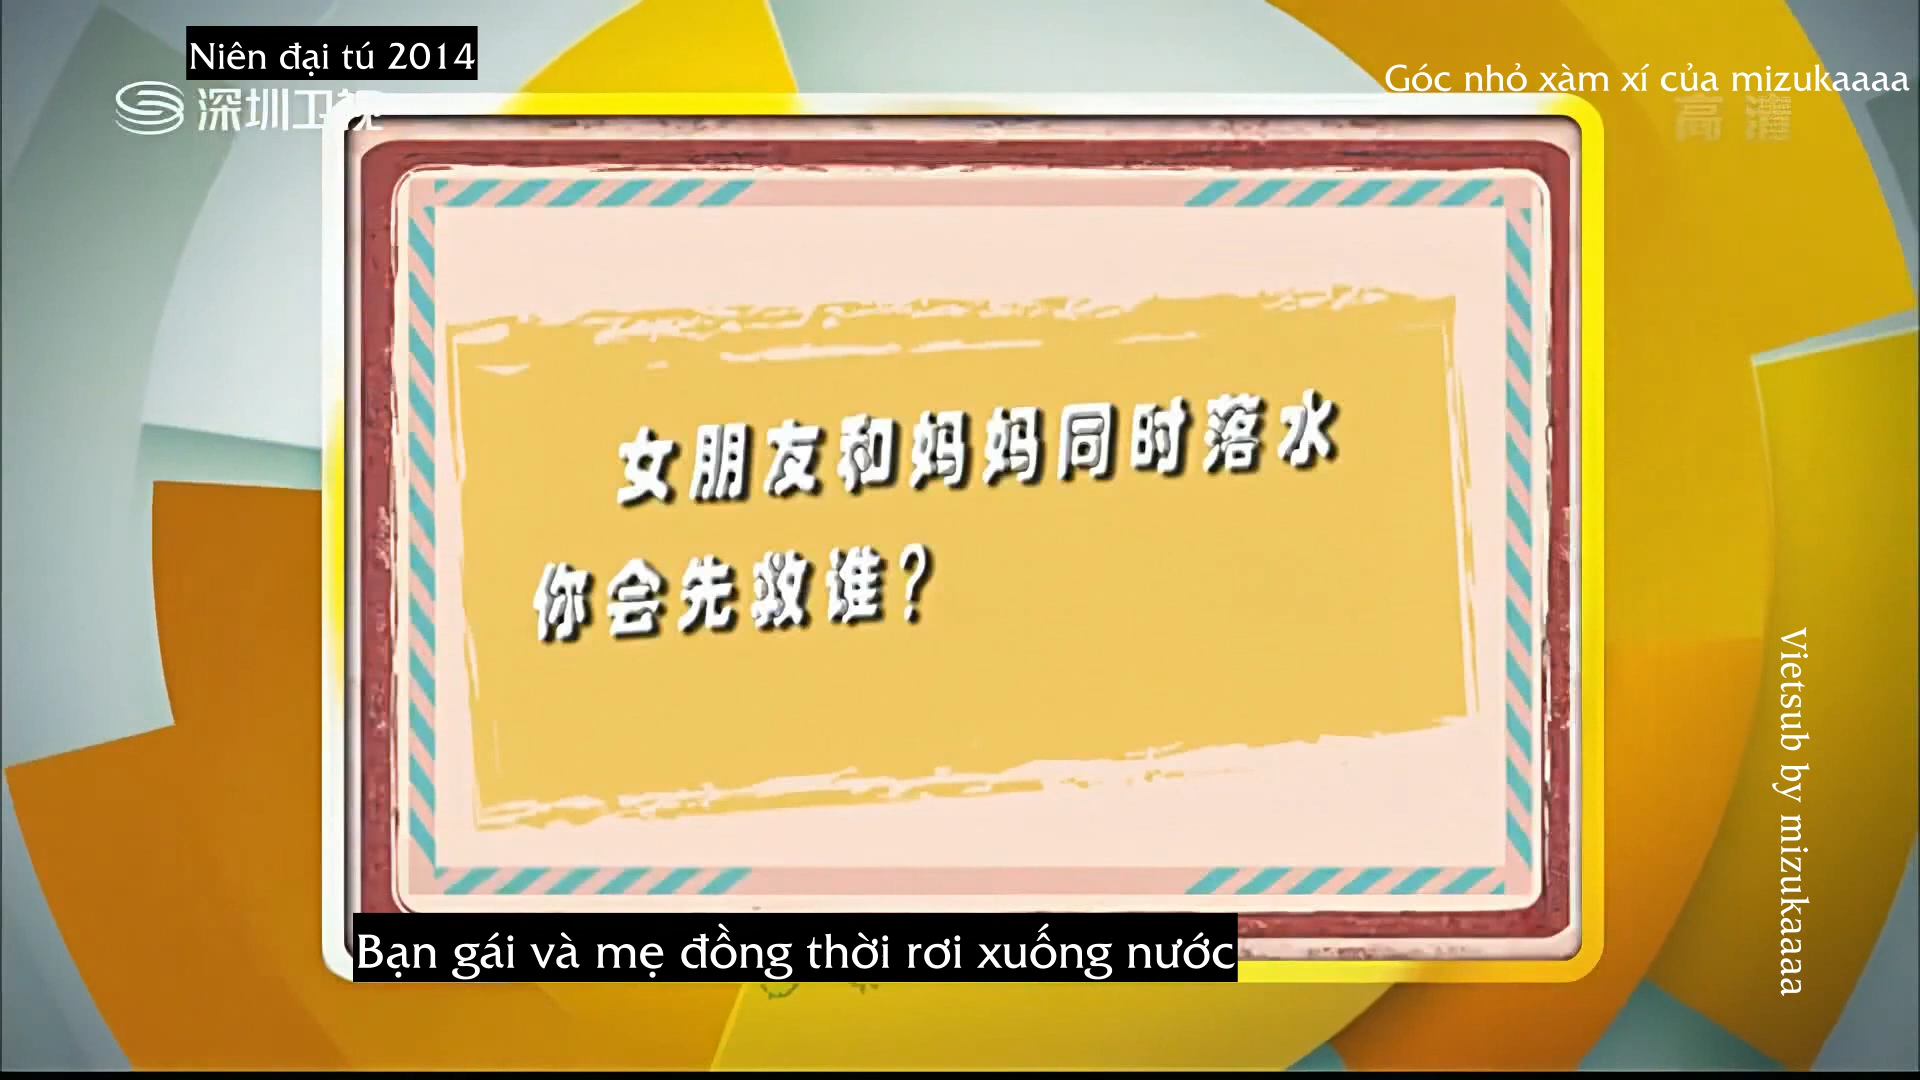 Niên đại tú 2014
Góc nhỏ xàm xí của mizukaaaa
深圳卫视
高清
女朋友和妈妈同时落水
你会先救谁?
Vietsub by mizukaaaa
Bạn gái và mẹ đồng thời rơi xuống nước